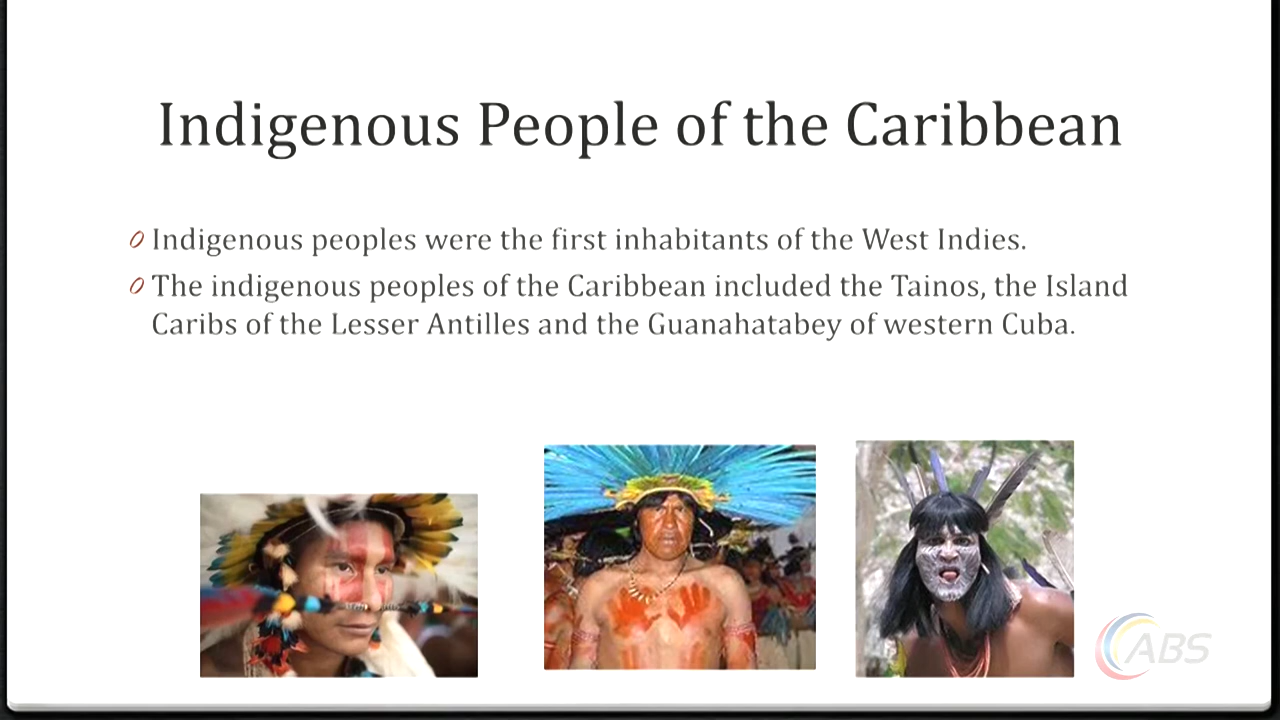 Indigenous People of the Caribbean
Indigenous peoples were the first inhabitants of the West Indies.
The indigenous peoples of the Caribbean included the Tainos, the Island
Caribs of the Lesser Antilles and the Guanahatabey of western Cuba.
ABS